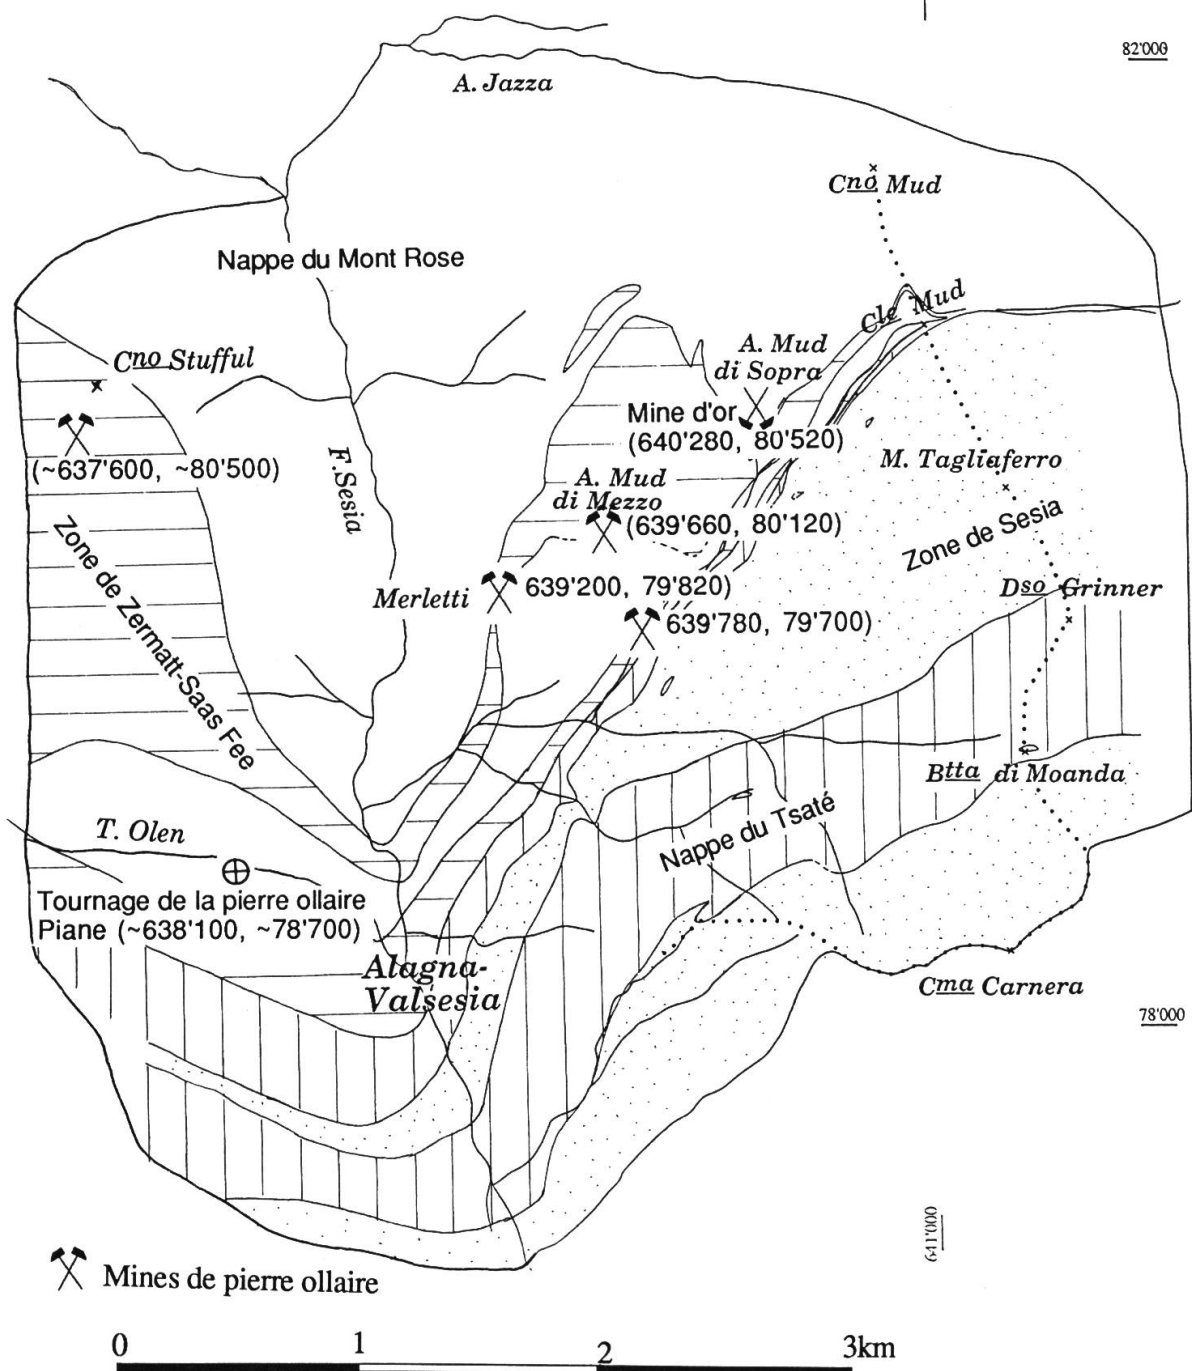 82'000
A. Jazza
Cno Mud
Nappe du Mont Rose
Cle Mud
Cno Stufful
A. Mud
di Sopra
Mine d'or
(640'280, 80'520)
(~637'600, ~80'500)
M. Tagliaferro
F. Sesia
A. Mud
di Mezzo
(639'660, 80'120)
Zone de Sesia
Zone de Zermatt-Saas Fee
Merletti
639'200, 79'820)
Dso Grinner
639'780, 79'700)
Btta di Moanda
T. Olen
Nappe du Tsaté
Tournage de la pierre ollaire
Piane (~638'100, ~78'700)
Alagna-
Valsesia
Cma Carnera
78'000
641'000
Mines de pierre ollaire
0 1 2 3km